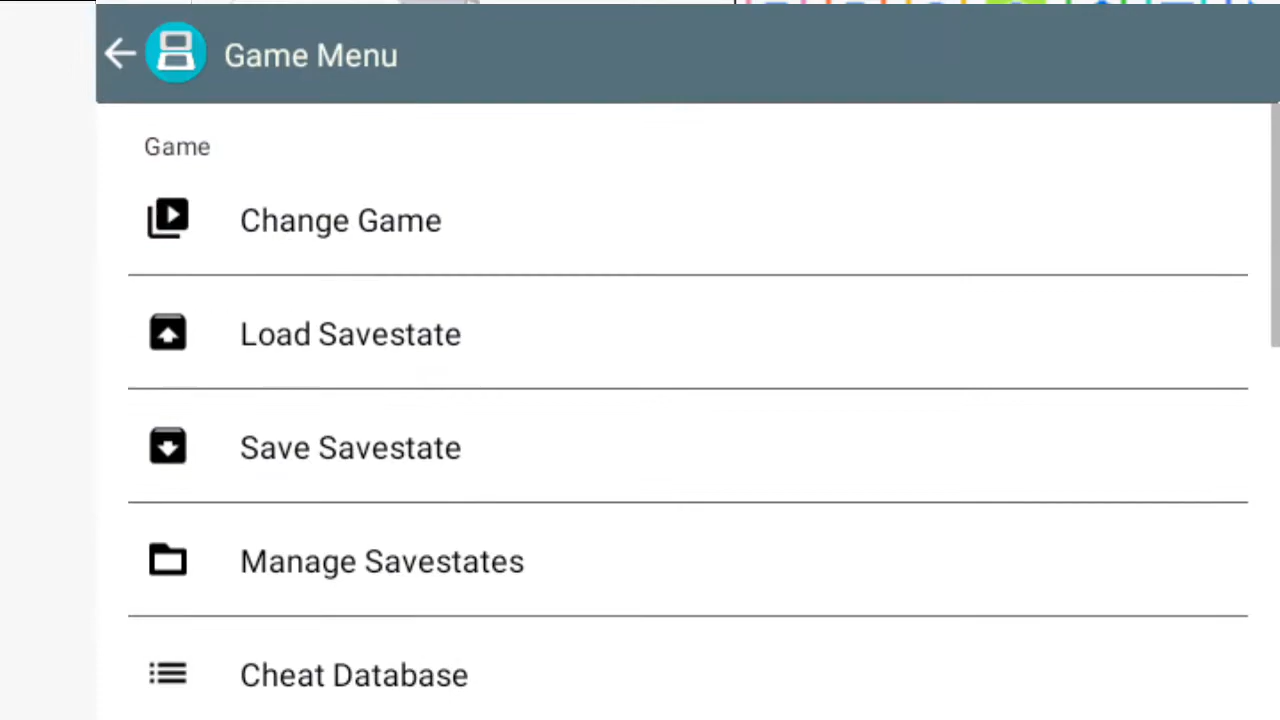 Game Menu
Game
Change Game
Load Savestate
Save Savestate
Manage Savestates
Cheat Database